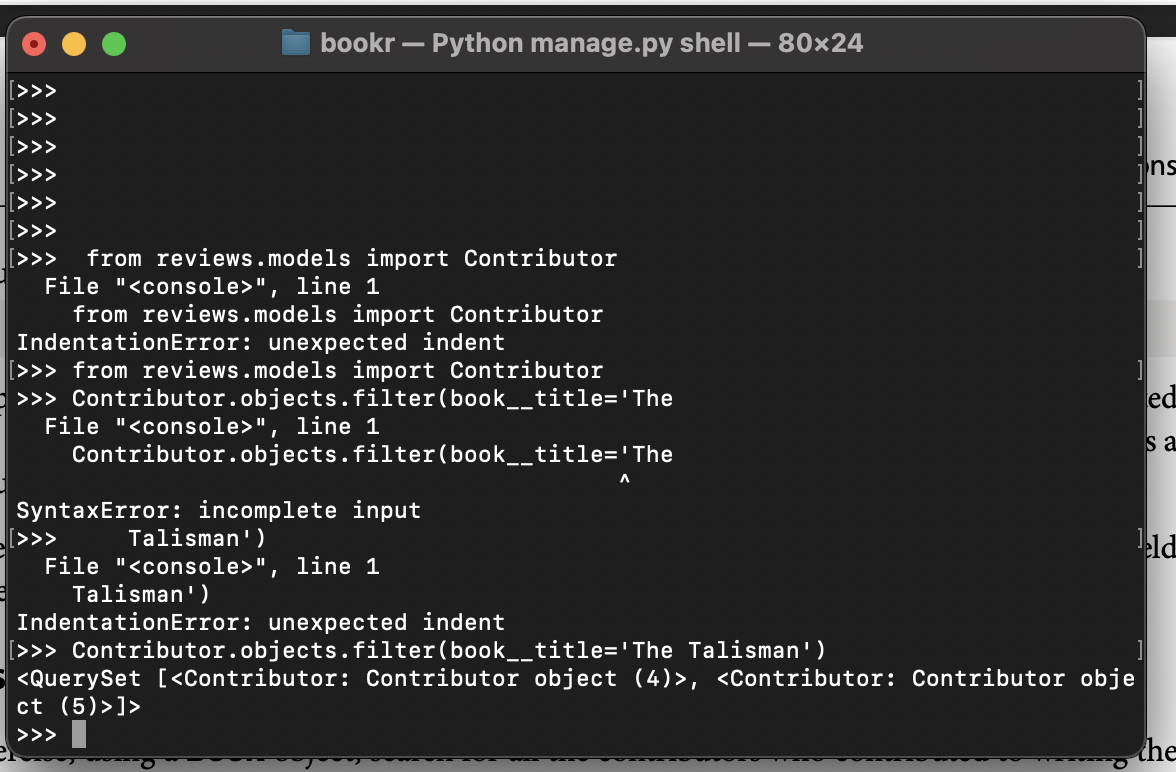 bookr — Python manage.py shell — 80×24
[>>> ]
[>>> ]
[>>> ]
[>>> ]
[>>> ]
[>>> ]
[>>>  from reviews.models import Contributor ]
  File "<console>", line 1
    from reviews.models import Contributor
IndentationError: unexpected indent
[>>> from reviews.models import Contributor ]
>>> Contributor.objects.filter(book__title='The
  File "<console>", line 1
    Contributor.objects.filter(book__title='The
                                           ^
SyntaxError: incomplete input
[>>>     Talisman') ]
  File "<console>", line 1
    Talisman')
IndentationError: unexpected indent
[>>> Contributor.objects.filter(book__title='The Talisman') ]
<QuerySet [<Contributor: Contributor object (4)>, <Contributor: Contributor obje
ct (5)>]>
>>>